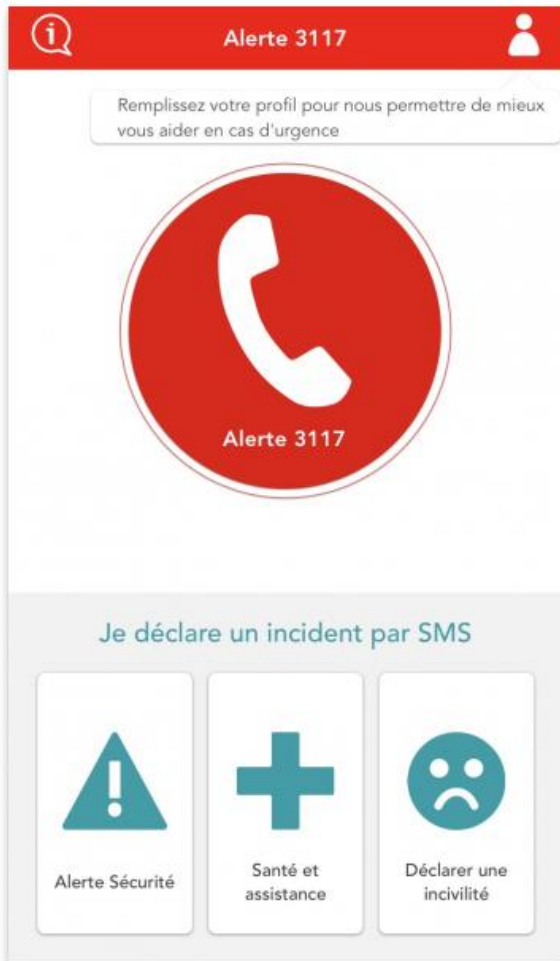 Alerte 3117
Remplissez votre profil pour nous permettre de mieux
vous aider en cas d'urgence
Alerte 3117
Je déclare un incident par SMS
Alerte Sécurité
Santé et
assistance
Déclarer une
incivilité